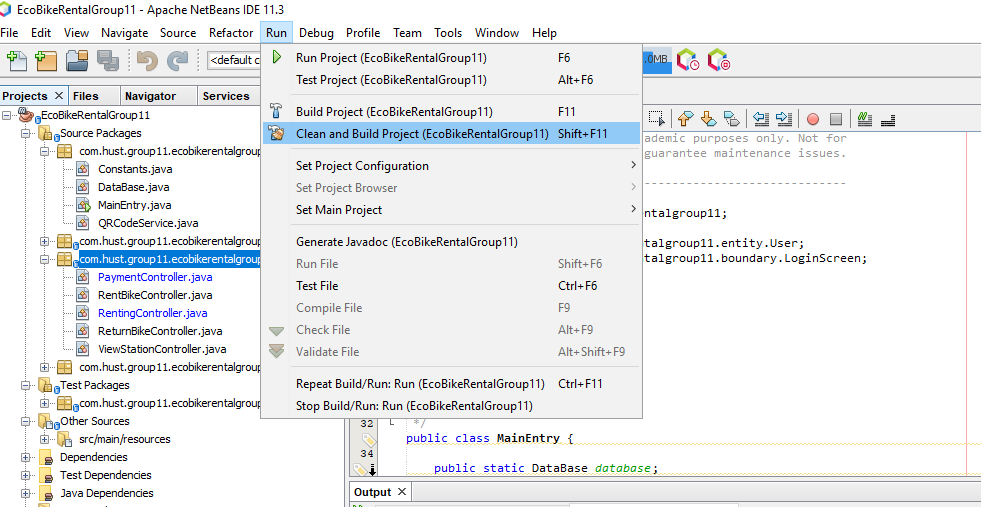 EcoBikeRentalGroup11 - Apache NetBeans IDE 11.3
File Edit View Navigate Source Refactor Run Debug Profile Team Tools Window Help
<default c
.0MB
Projects Files Navigator Services
EcoBikeRentalGroup11
Source Packages
com.hust.group11.ecobikerentalgroup
Constants.java
DataBase.java
MainEntry.java
QRCodeService.java
com.hust.group11.ecobikerentalgroup
com.hust.group11.ecobikerentalgroup
PaymentController.java
RentBikeController.java
RentingController.java
ReturnBikeController.java
ViewStationController.java
com.hust.group11.ecobikerentalgroup
Test Packages
com.hust.group11.ecobikerentalgroup
Other Sources
src/main/resources
Dependencies
Test Dependencies
Java Dependencies
Run Project (EcoBikeRentalGroup11) F6
Test Project (EcoBikeRentalGroup11) Alt+F6
Build Project (EcoBikeRentalGroup11) F11
Clean and Build Project (EcoBikeRentalGroup11) Shift+F11
Set Project Configuration
Set Project Browser
Set Main Project
Generate Javadoc (EcoBikeRentalGroup11)
Run File Shift+F6
Test File Ctrl+F6
Compile File F9
Check File Alt+F9
Validate File Alt+Shift+F9
Repeat Build/Run: Run (EcoBikeRentalGroup11) Ctrl+F11
Stop Build/Run: Run (EcoBikeRentalGroup11)
ademic purposes only. Not for
guarantee maintenance issues.
---------------------------
ntalgroup11;
talgroup11.entity.User;
talgroup11.boundary.LoginScreen;
32 */
public class MainEntry {
34
public static DataBase database;
Output